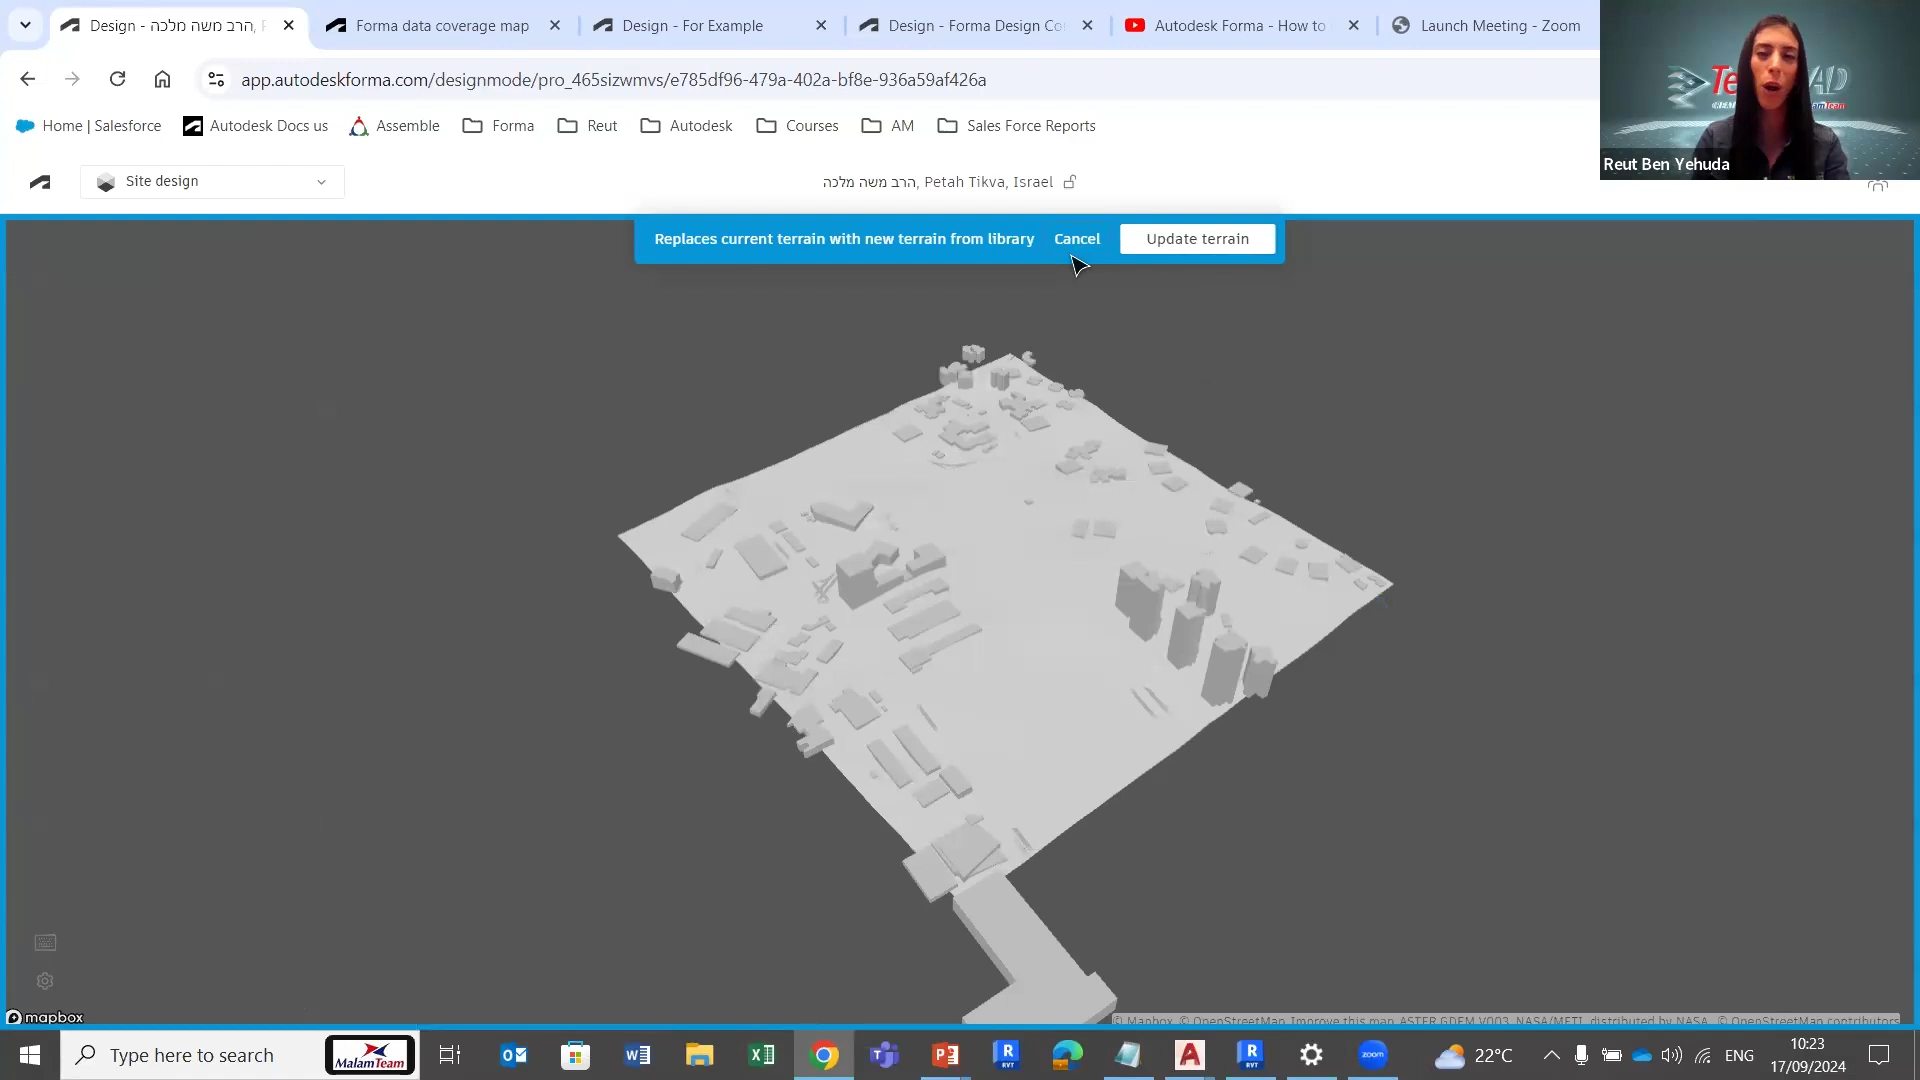 Design - הרב משה מלכה,
Forma data coverage map
Design - For Example
Design - Forma Design Co
Autodesk Forma - How to
Launch Meeting - Zoom
app.autodeskforma.com/designmode/pro_465sizwmvs/e785df96-479a-402a-bf8e-936a59af426a
Home | Salesforce
Autodesk Docs us
Assemble
Forma
Reut
Autodesk
Courses
AM
Sales Force Reports
Reut Ben Yehuda
Site design
הרב משה מלכה, Petah Tikva, Israel
Replaces current terrain with new terrain from library
Cancel
Update terrain
mapbox
© Mapbox, © OpenStreetMap, Improve this map, ASTER GDEM V003, NASA/METI, distributed by NASA, © OpenStreetMap contributors
Type here to search
MalamTeam
zoom
22°C
ENG
10:23
17/09/2024